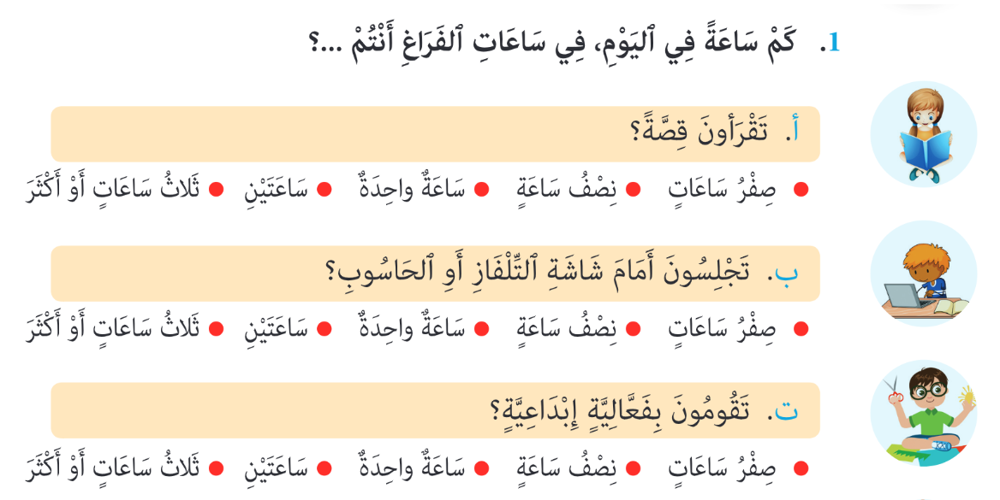 1. كَمْ سَاعَةً فِي ٱليَوْمِ، فِي سَاعَاتِ ٱلفَرَاغِ أَنْتُمْ ...؟
أ. تَقْرَأونَ قِصَّةً؟
● صِفْرُ سَاعَاتٍ ● نِصْفُ سَاعَةٍ ● سَاعَةٌ واحِدَةٌ ● سَاعَتَيْنِ ● ثَلاثُ سَاعَاتٍ أَوْ أَكْثَرَ
ب. تَجْلِسُونَ أَمَامَ شَاشَةِ ٱلتِّلْفَازِ أَوِ ٱلحَاسُوبِ؟
● صِفْرُ سَاعَاتٍ ● نِصْفُ سَاعَةٍ ● سَاعَةٌ واحِدَةٌ ● سَاعَتَيْنِ ● ثَلاثُ سَاعَاتٍ أَوْ أَكْثَرَ
ت. تَقُومُونَ بِفَعَّالِيَّةٍ إِبْدَاعِيَّةٍ؟
● صِفْرُ سَاعَاتٍ ● نِصْفُ سَاعَةٍ ● سَاعَةٌ واحِدَةٌ ● سَاعَتَيْنِ ● ثَلاثُ سَاعَاتٍ أَوْ أَكْثَرَ